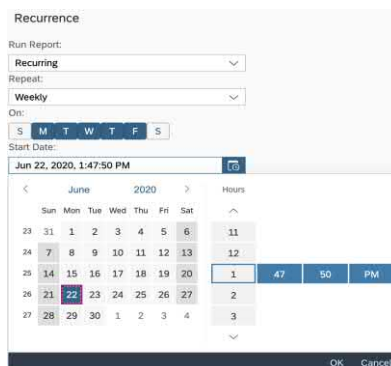 Recurrence
Run Report:
Recurring
Repeat:
Weekly
On:
S M T W T F S
Start Date:
Jun 22, 2020, 1:47:50 PM
June 2020 Hours
Sun Mon Tue Wed Thu Fri Sat
23 31 1 2 3 4 5 6 11
24 7 8 9 10 11 12 13 12
25 14 15 16 17 18 19 20 1 47 50 PM
26 21 22 23 24 25 26 27 2
27 28 29 30 1 2 3 4 3
OK Cancel